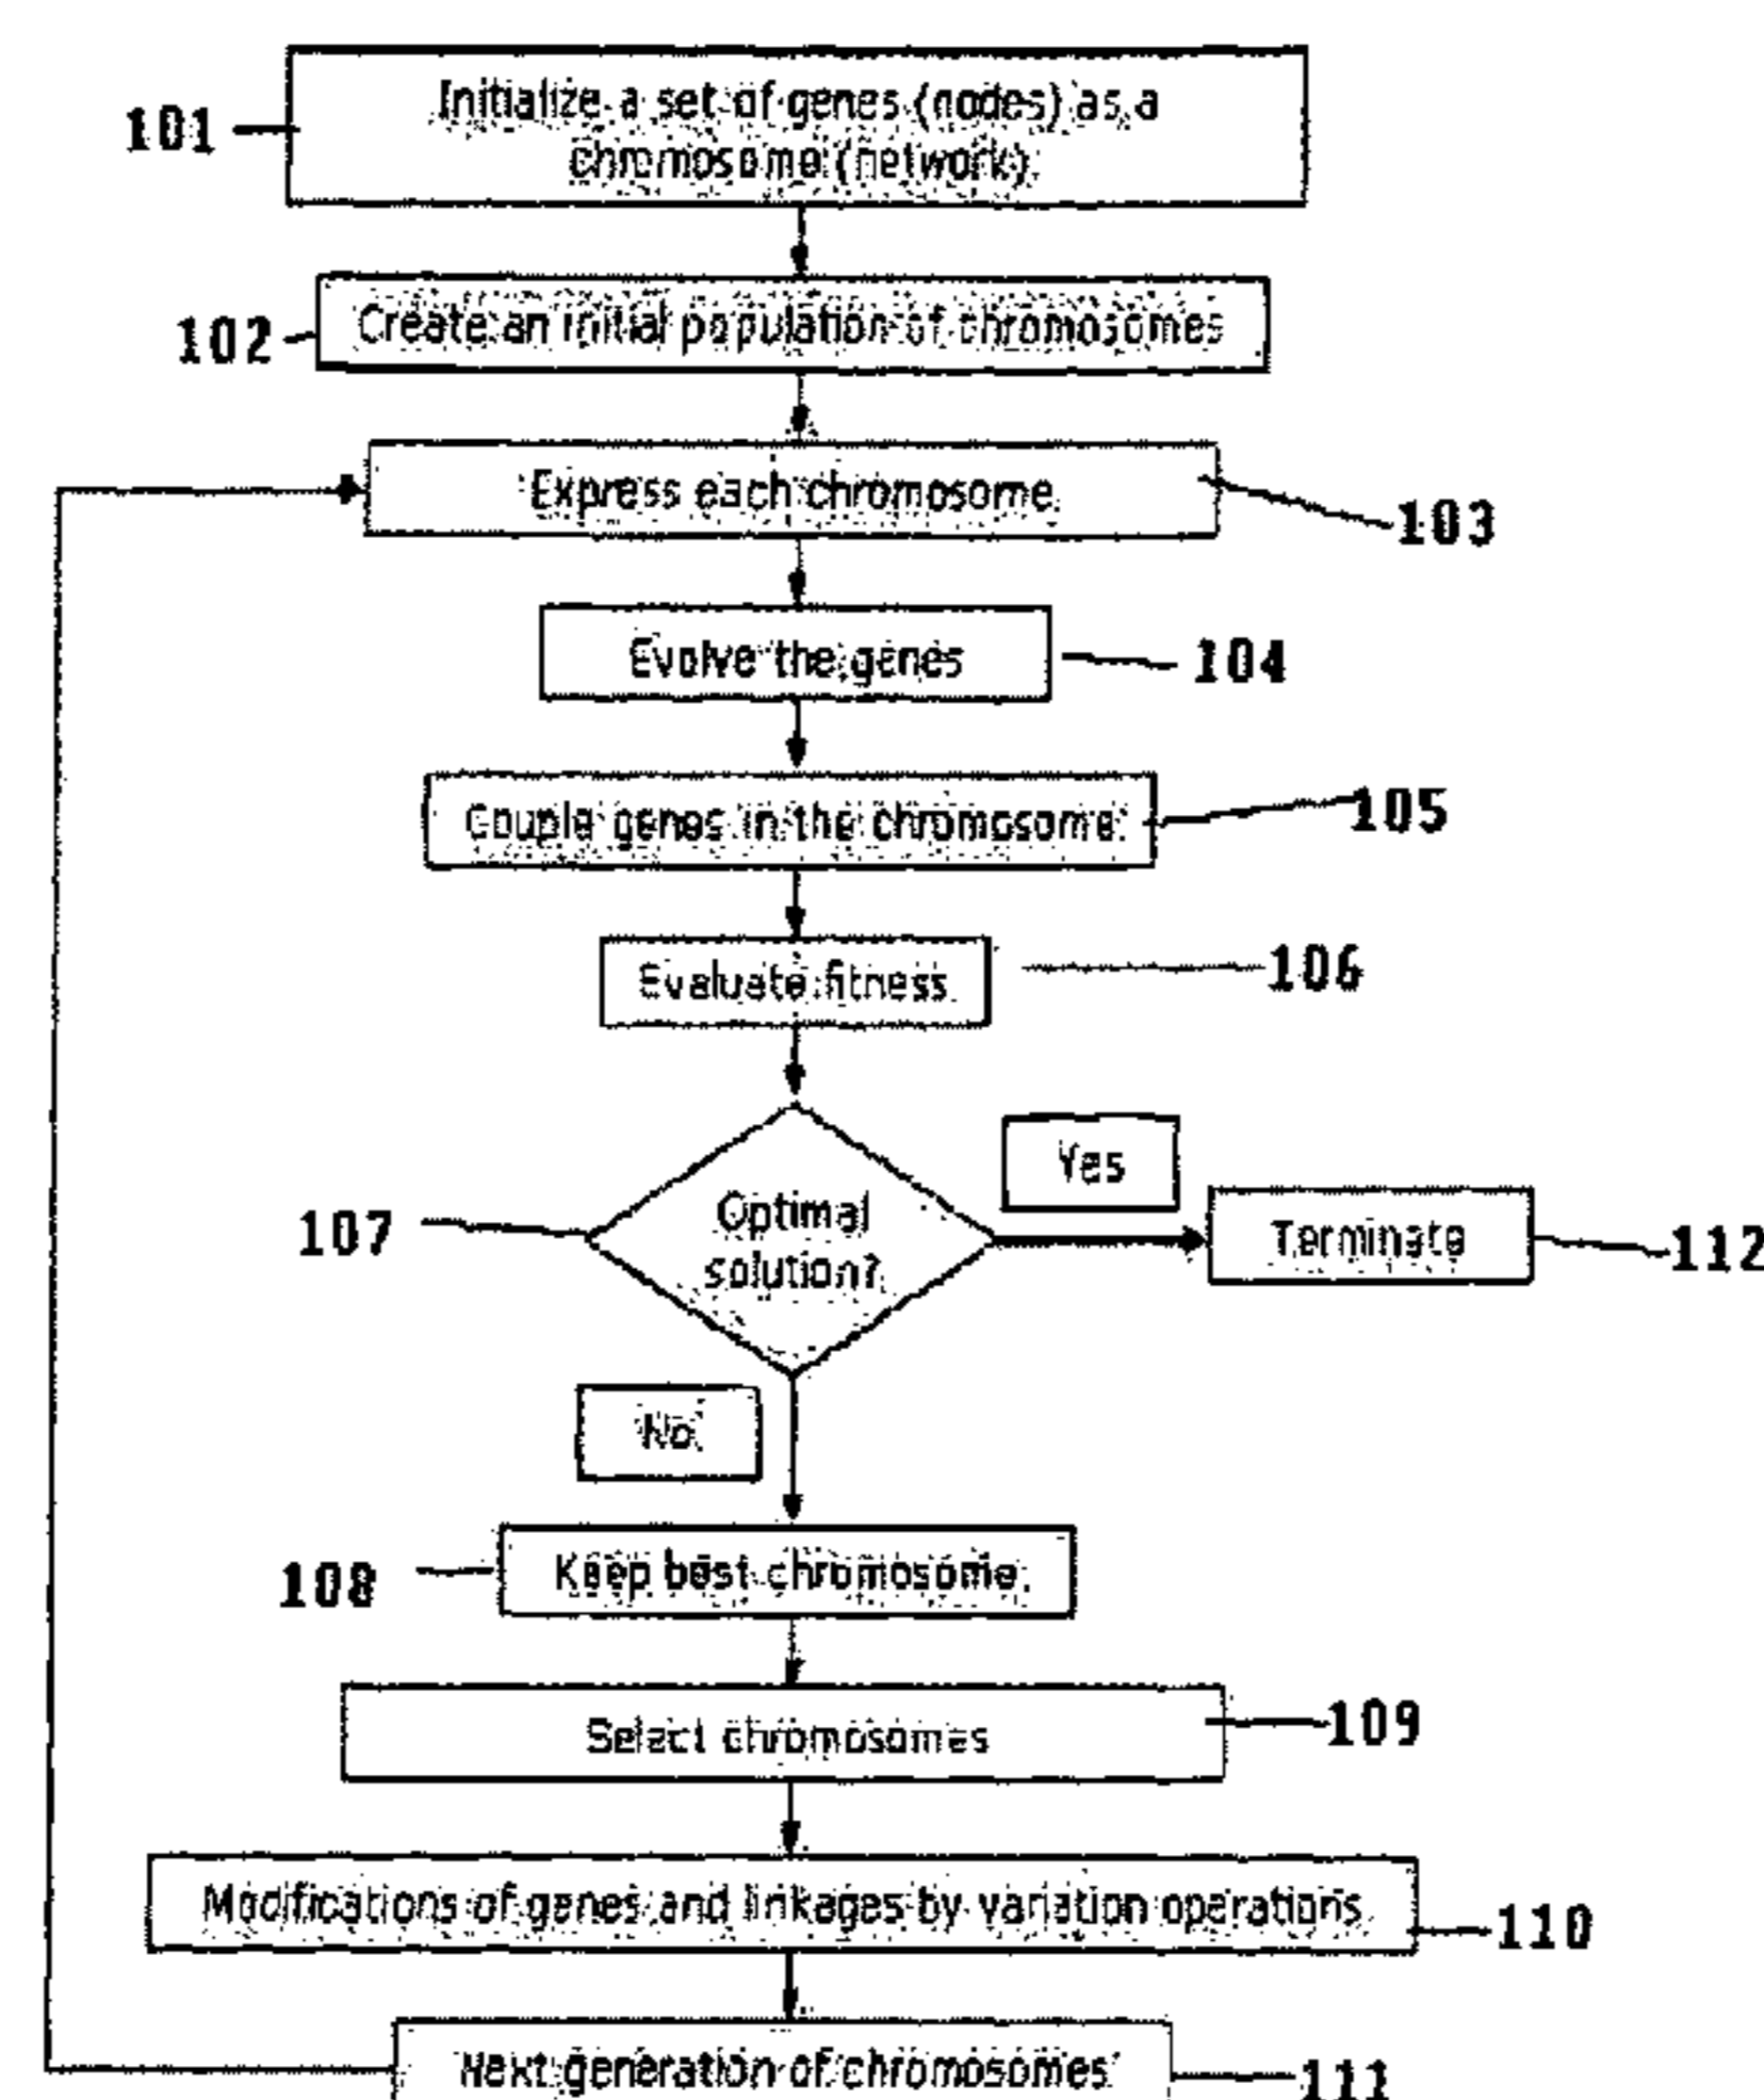 101
Initialize a set of genes (nodes) as a
chromosome (network)
102
Create an initial population of chromosomes
Express each chromosome
103
Evolve the genes
104
Couple genes in the chromosome
105
Evaluate fitness
106
107
Optimal
solution?
Yes
Terminate
112
No
108
Keep best chromosome
Select chromosomes
109
Modifications of genes and linkages by variation operations
110
Next generation of chromosomes
111